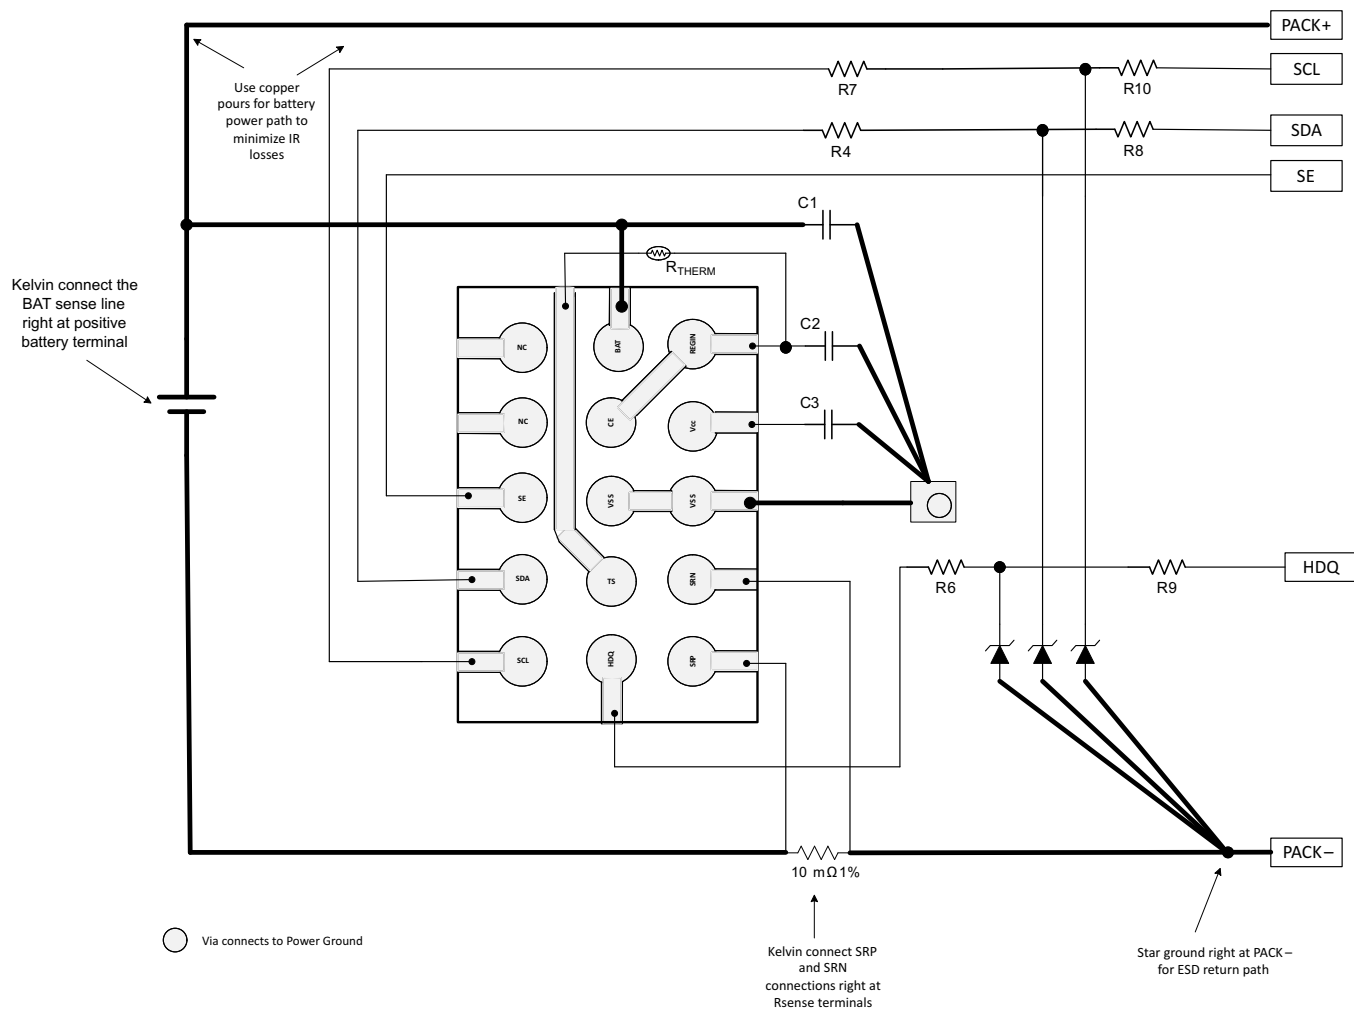 PACK+
SCL
R7
R10
Use copper
pours for battery
power path to
minimize IR
losses
SDA
R4
R8
SE
C1
RTHERM
Kelvin connect the
BAT sense line
right at positive
battery terminal
C2
NC
BAT
REGIN
C3
NC
CE
Vcc
SE
VSS
VSS
SDA
TS
SRN
R6
R9
HDQ
SCL
HDQ
SRP
PACK–
10 mΩ1%
Via connects to Power Ground
Kelvin connect SRP
and SRN
connections right at
Rsense terminals
Star ground right at PACK –
for ESD return path